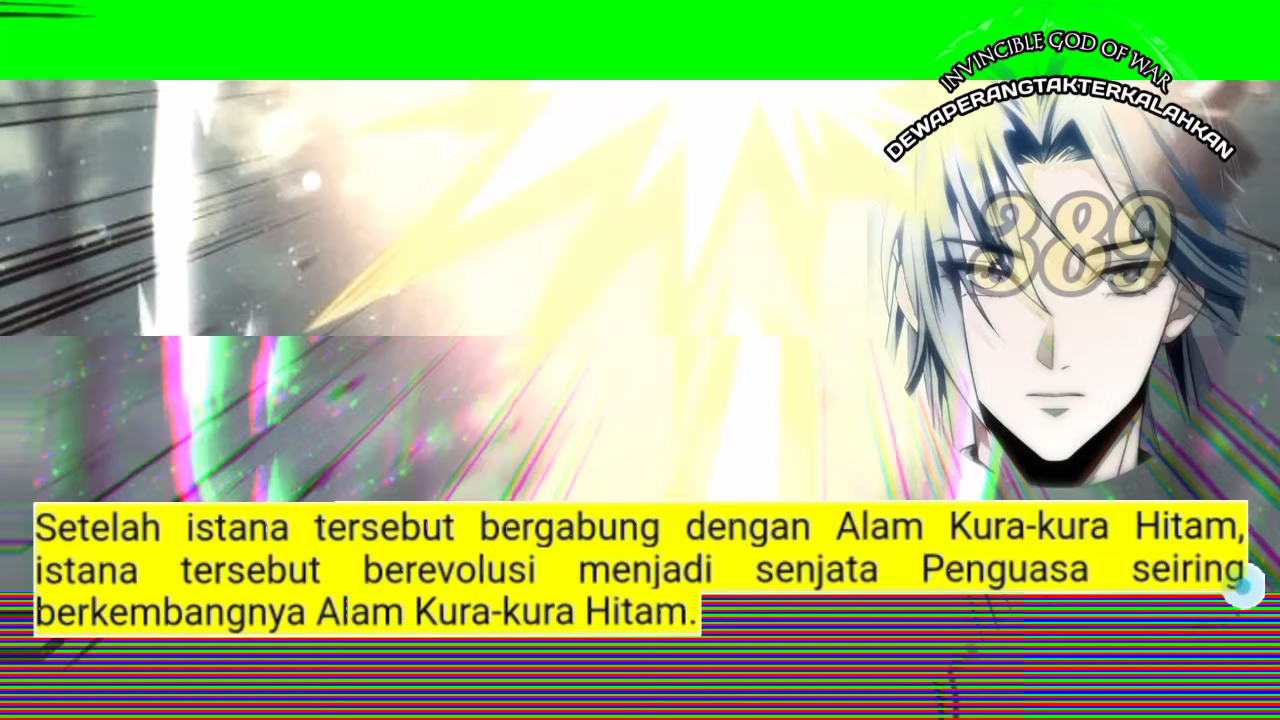 INVINCIBLE GOD OF WAR
DEWAPERANGTAKTERKALAHKAN
389
Setelah istana tersebut bergabung dengan Alam Kura-kura Hitam,
istana tersebut berevolusi menjadi senjata Penguasa seiring
berkembangnya Alam Kura-kura Hitam.